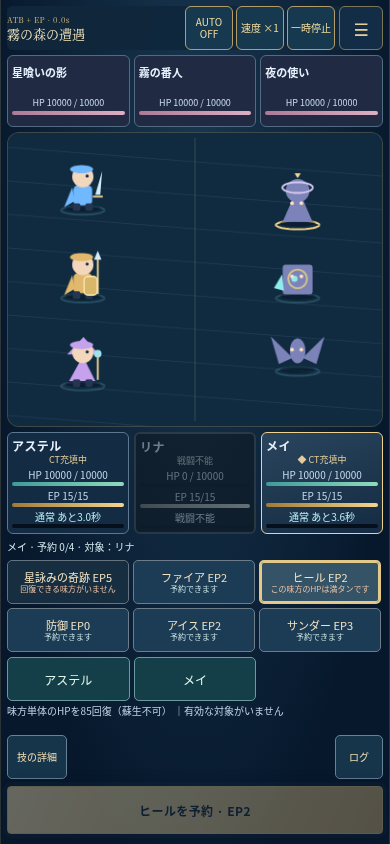 ATB + EP · 0.0s
霧の森の遭遇
AUTO
OFF
速度 ×1
一時停止
☰
星喰いの影
HP 10000 / 10000
霧の番人
HP 10000 / 10000
夜の使い
HP 10000 / 10000
アステル
CT充填中
HP 10000 / 10000
EP 15/15
通常 あと3.0秒
リナ
戦闘不能
HP 0 / 10000
EP 15/15
戦闘不能
メイ
◆ CT充填中
HP 10000 / 10000
EP 15/15
通常 あと3.6秒
メイ · 予約 0/4 · 対象：リナ
星詠みの奇跡 EP5
回復できる味方がいません
ファイア EP2
予約できます
ヒール EP2
この味方のHPは満タンです
防御 EP0
予約できます
アイス EP2
予約できます
サンダー EP3
予約できます
アステル
メイ
味方単体のHPを85回復（蘇生不可）｜有効な対象がいません
技の詳細
ログ
ヒールを予約 · EP2